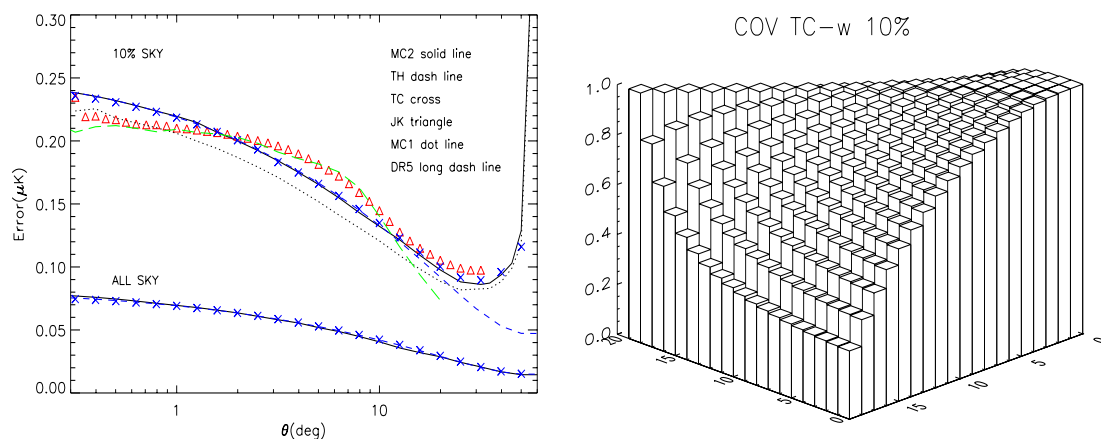 COV TC-w 10%
0.30
0.25
0.20
0.15
0.10
0.05
0.00
Error(μK)
10% SKY
ALL SKY
MC2 solid line
TH dash line
TC cross
JK triangle
MC1 dot line
DR5 long dash line
1
10
θ(deg)
1.0
0.8
0.6
0.4
0.2
0.0
20
15
10
5
0
15
10
5
0